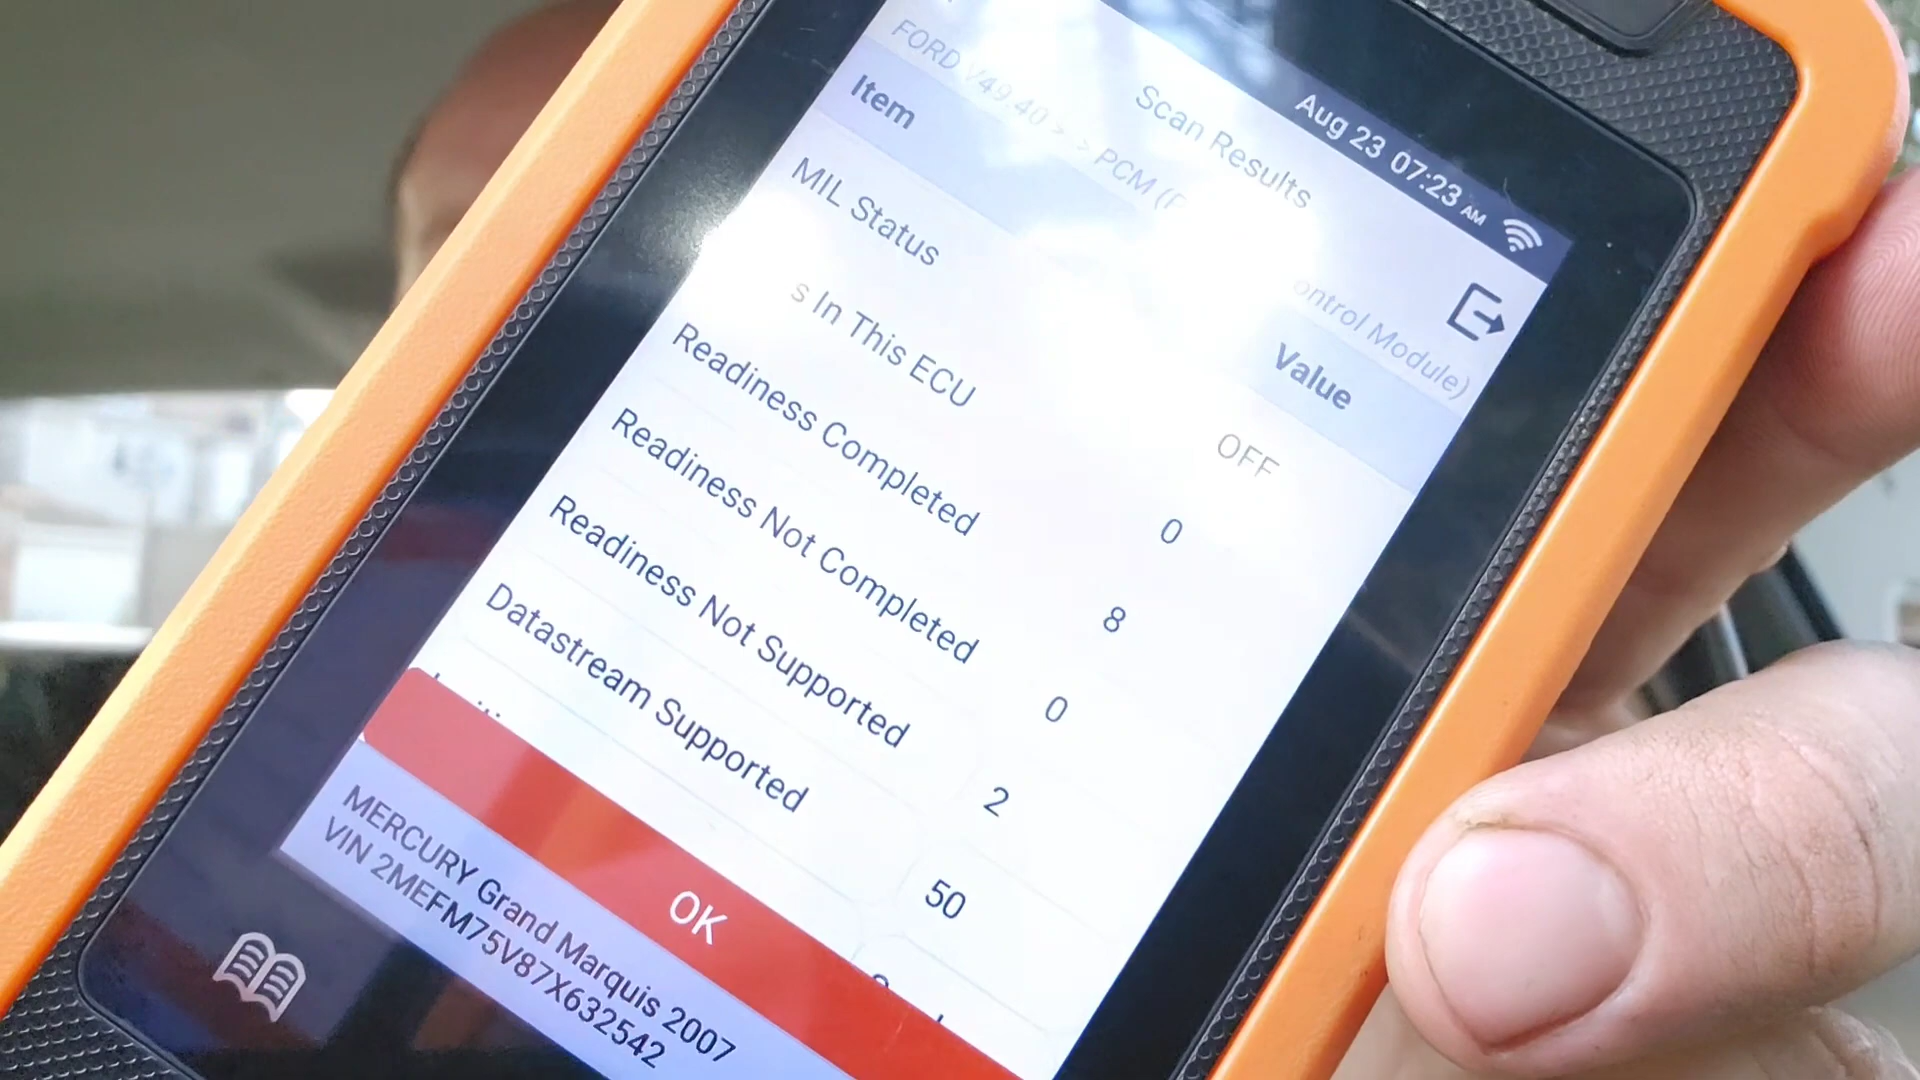 Aug 23 07:23 AM
Scan Results
FORD V49.40 > > PCM (P ontrol Module)
Item Value
MIL Status OFF
s In This ECU 0
Readiness Completed 8
Readiness Not Completed 0
Readiness Not Supported 2
Datastream Supported 50
OK
MERCURY Grand Marquis 2007
VIN 2MEFM75V87X632542